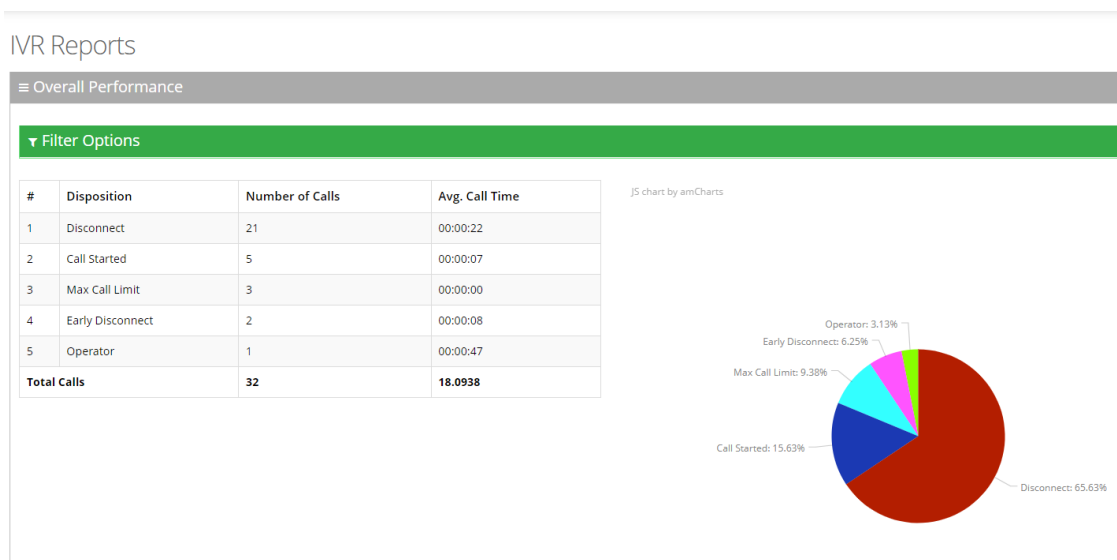 IVR Reports
Overall Performance
Filter Options
# Disposition Number of Calls Avg. Call Time
1 Disconnect 21 00:00:22
2 Call Started 5 00:00:07
3 Max Call Limit 3 00:00:00
4 Early Disconnect 2 00:00:08
5 Operator 1 00:00:47
Total Calls 32 18.0938
JS chart by amCharts
Operator: 3.13%
Early Disconnect: 6.25%
Max Call Limit: 9.38%
Call Started: 15.63%
Disconnect: 65.63%